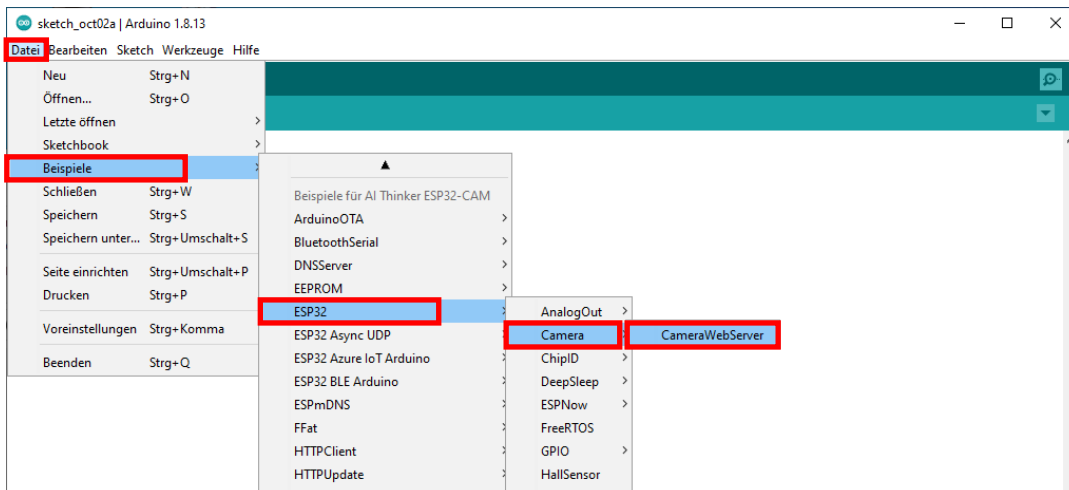 sketch_oct02a | Arduino 1.8.13
Datei Bearbeiten Sketch Werkzeuge Hilfe
Neu Strg+N
Öffnen... Strg+O
Letzte öffnen
Sketchbook
Beispiele
Schließen Strg+W
Speichern Strg+S
Speichern unter... Strg+Umschalt+S
Seite einrichten Strg+Umschalt+P
Drucken Strg+P
Voreinstellungen Strg+Komma
Beenden Strg+Q
Beispiele für AI Thinker ESP32-CAM
ArduinoOTA
BluetoothSerial
DNSServer
EEPROM
ESP32
ESP32 Async UDP
ESP32 Azure IoT Arduino
ESP32 BLE Arduino
ESPmDNS
FFat
HTTPClient
HTTPUpdate
AnalogOut
Camera
ChipID
DeepSleep
ESPNow
FreeRTOS
GPIO
HallSensor
CameraWebServer